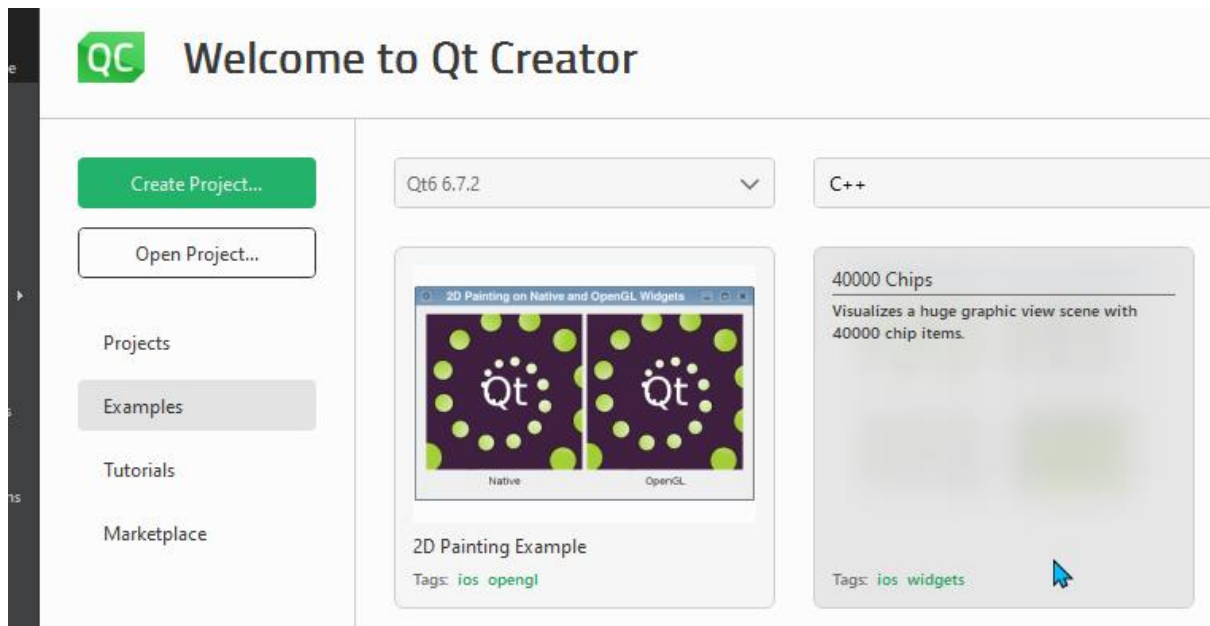 QC
Welcome to Qt Creator
Create Project...
Open Project...
Projects
Examples
Tutorials
Marketplace
Qt6 6.7.2
C++
2D Painting on Native and OpenGL Widgets
Qt
Qt
Native
OpenGL
2D Painting Example
Tags: ios opengl
40000 Chips
Visualizes a huge graphic view scene with
40000 chip items.
Tags: ios widgets